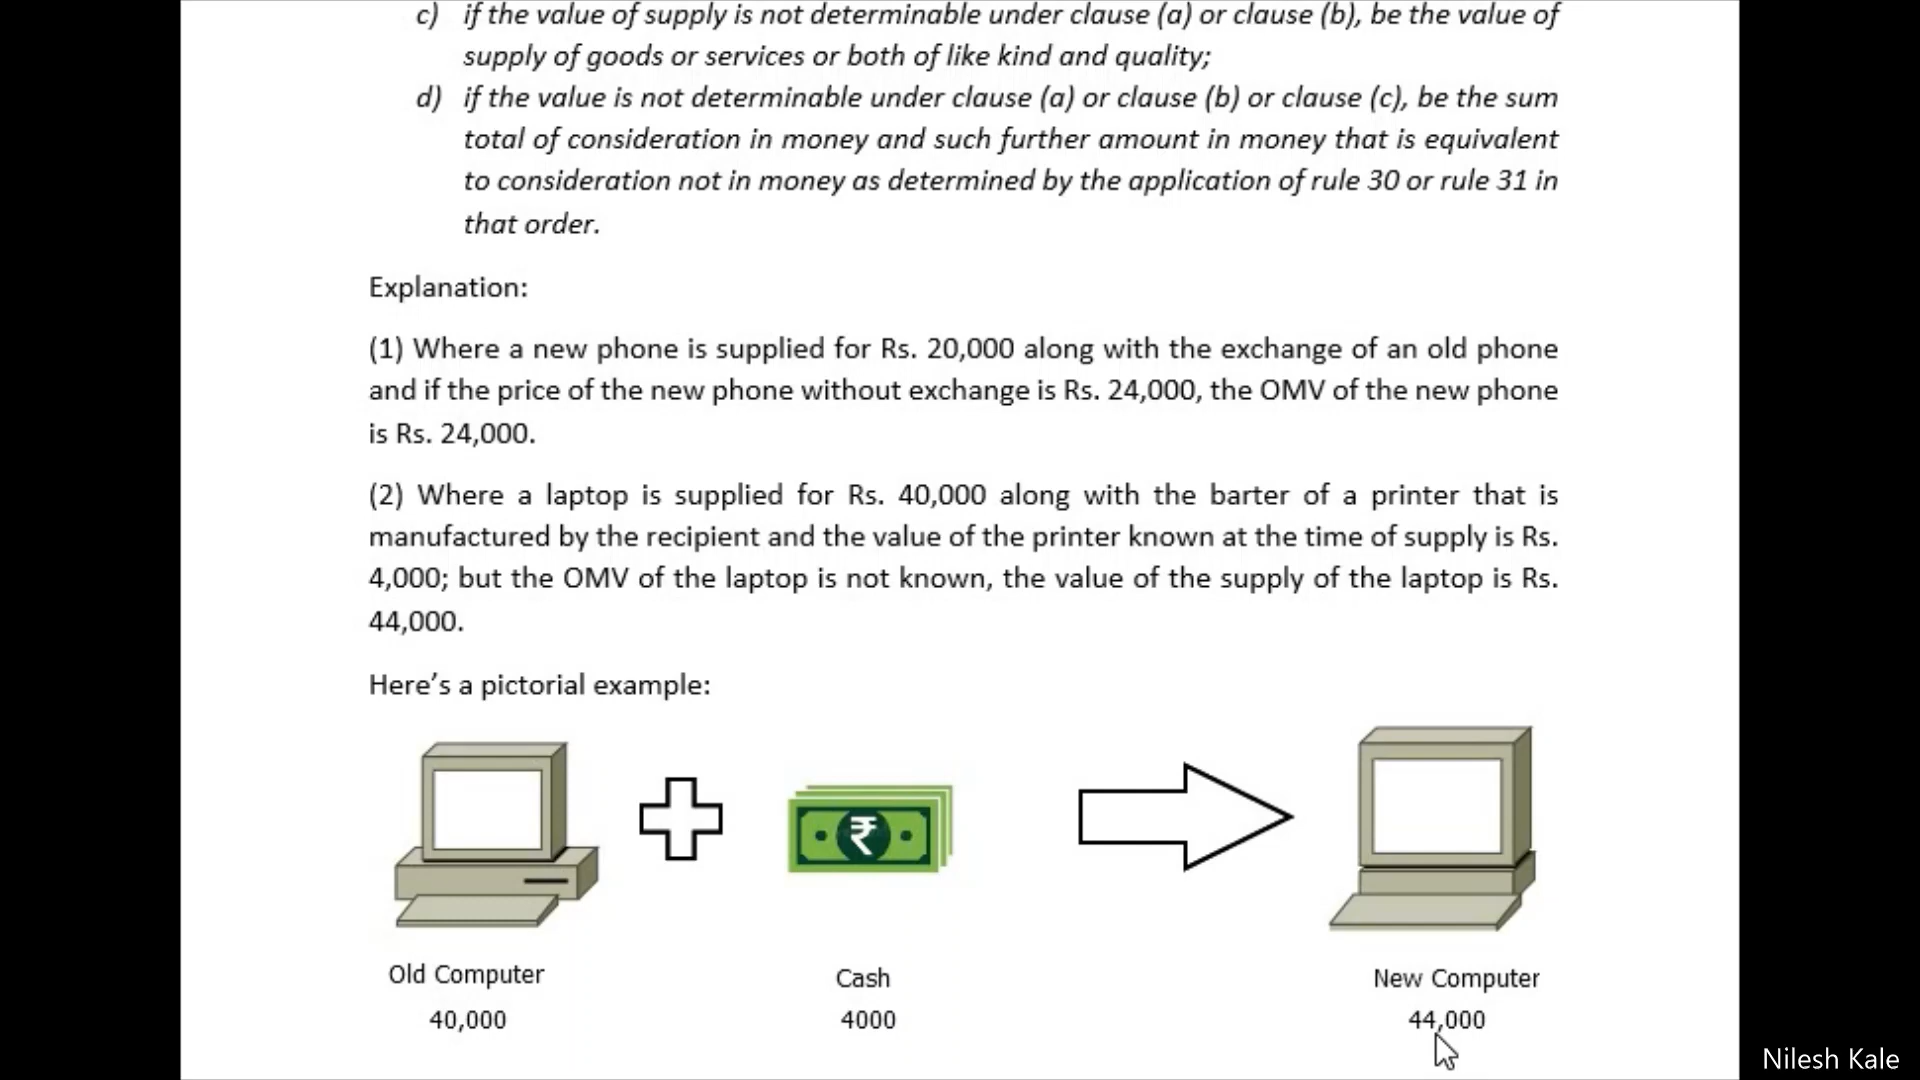 c) if the value of supply is not determinable under clause (a) or clause (b), be the value of
supply of goods or services or both of like kind and quality;
d) if the value is not determinable under clause (a) or clause (b) or clause (c), be the sum
total of consideration in money and such further amount in money that is equivalent
to consideration not in money as determined by the application of rule 30 or rule 31 in
that order.
Explanation:
(1) Where a new phone is supplied for Rs. 20,000 along with the exchange of an old phone
and if the price of the new phone without exchange is Rs. 24,000, the OMV of the new phone
is Rs. 24,000.
(2) Where a laptop is supplied for Rs. 40,000 along with the barter of a printer that is
manufactured by the recipient and the value of the printer known at the time of supply is Rs.
4,000; but the OMV of the laptop is not known, the value of the supply of the laptop is Rs.
44,000.
Here’s a pictorial example:
₹
Old Computer
Cash
New Computer
40,000
4000
44,000
Nilesh Kale